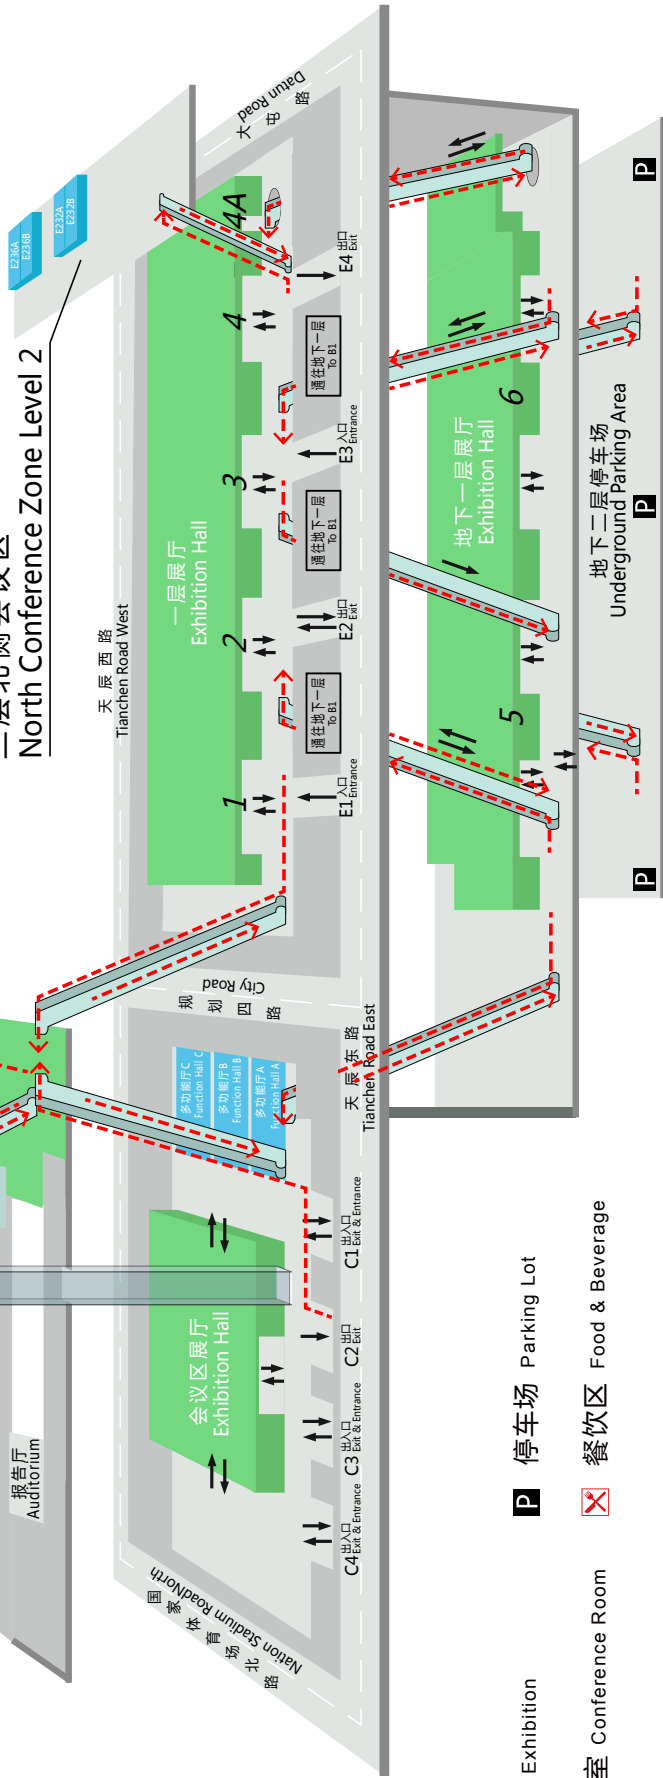 North Conference Zone Level 2
E236A
E236B
E232A
E232B
大屯路
Datun Road
天辰西路
Tianchen Road West
一层展厅
Exhibition Hall
1
2
3
4
4A
通往地下一层
To B1
通往地下一层
To B1
通往地下一层
To B1
E1 入口
Entrance
E2 出口
Exit
E3 入口
Entrance
E4 出口
Exit
规划四路
City Road
天辰东路
Tianchen Road East
多功能厅C
Function Hall C
多功能厅B
Function Hall B
多功能厅A
Function Hall A
会议区展厅
Exhibition Hall
C1 出入口
Exit & Entrance
C2 出口
Exit
C3 出入口
Exit & Entrance
C4 出入口
Exit & Entrance
国家体育场北路
Nation Stadium RoadNorth
报告厅
Auditorium
地下一层展厅
Exhibition Hall
5
6
地下二层停车场
Underground Parking Area
P
P
P
P 停车场 Parking Lot
餐饮区 Food & Beverage
Exhibition
室 Conference Room